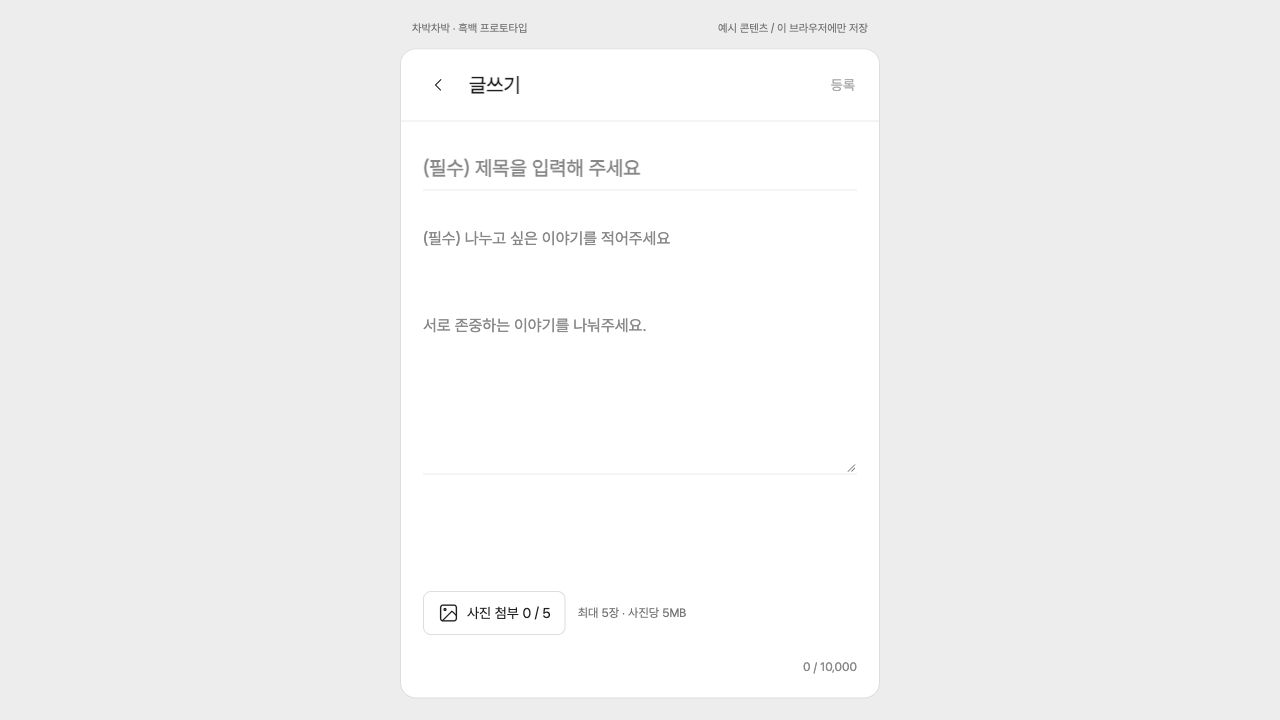 차박차박 · 흑백 프로토타입
예시 콘텐츠 / 이 브라우저에만 저장
글쓰기
등록
(필수) 제목을 입력해 주세요
(필수) 나누고 싶은 이야기를 적어주세요
서로 존중하는 이야기를 나눠주세요.
사진 첨부 0 / 5
최대 5장 · 사진당 5MB
0 / 10,000